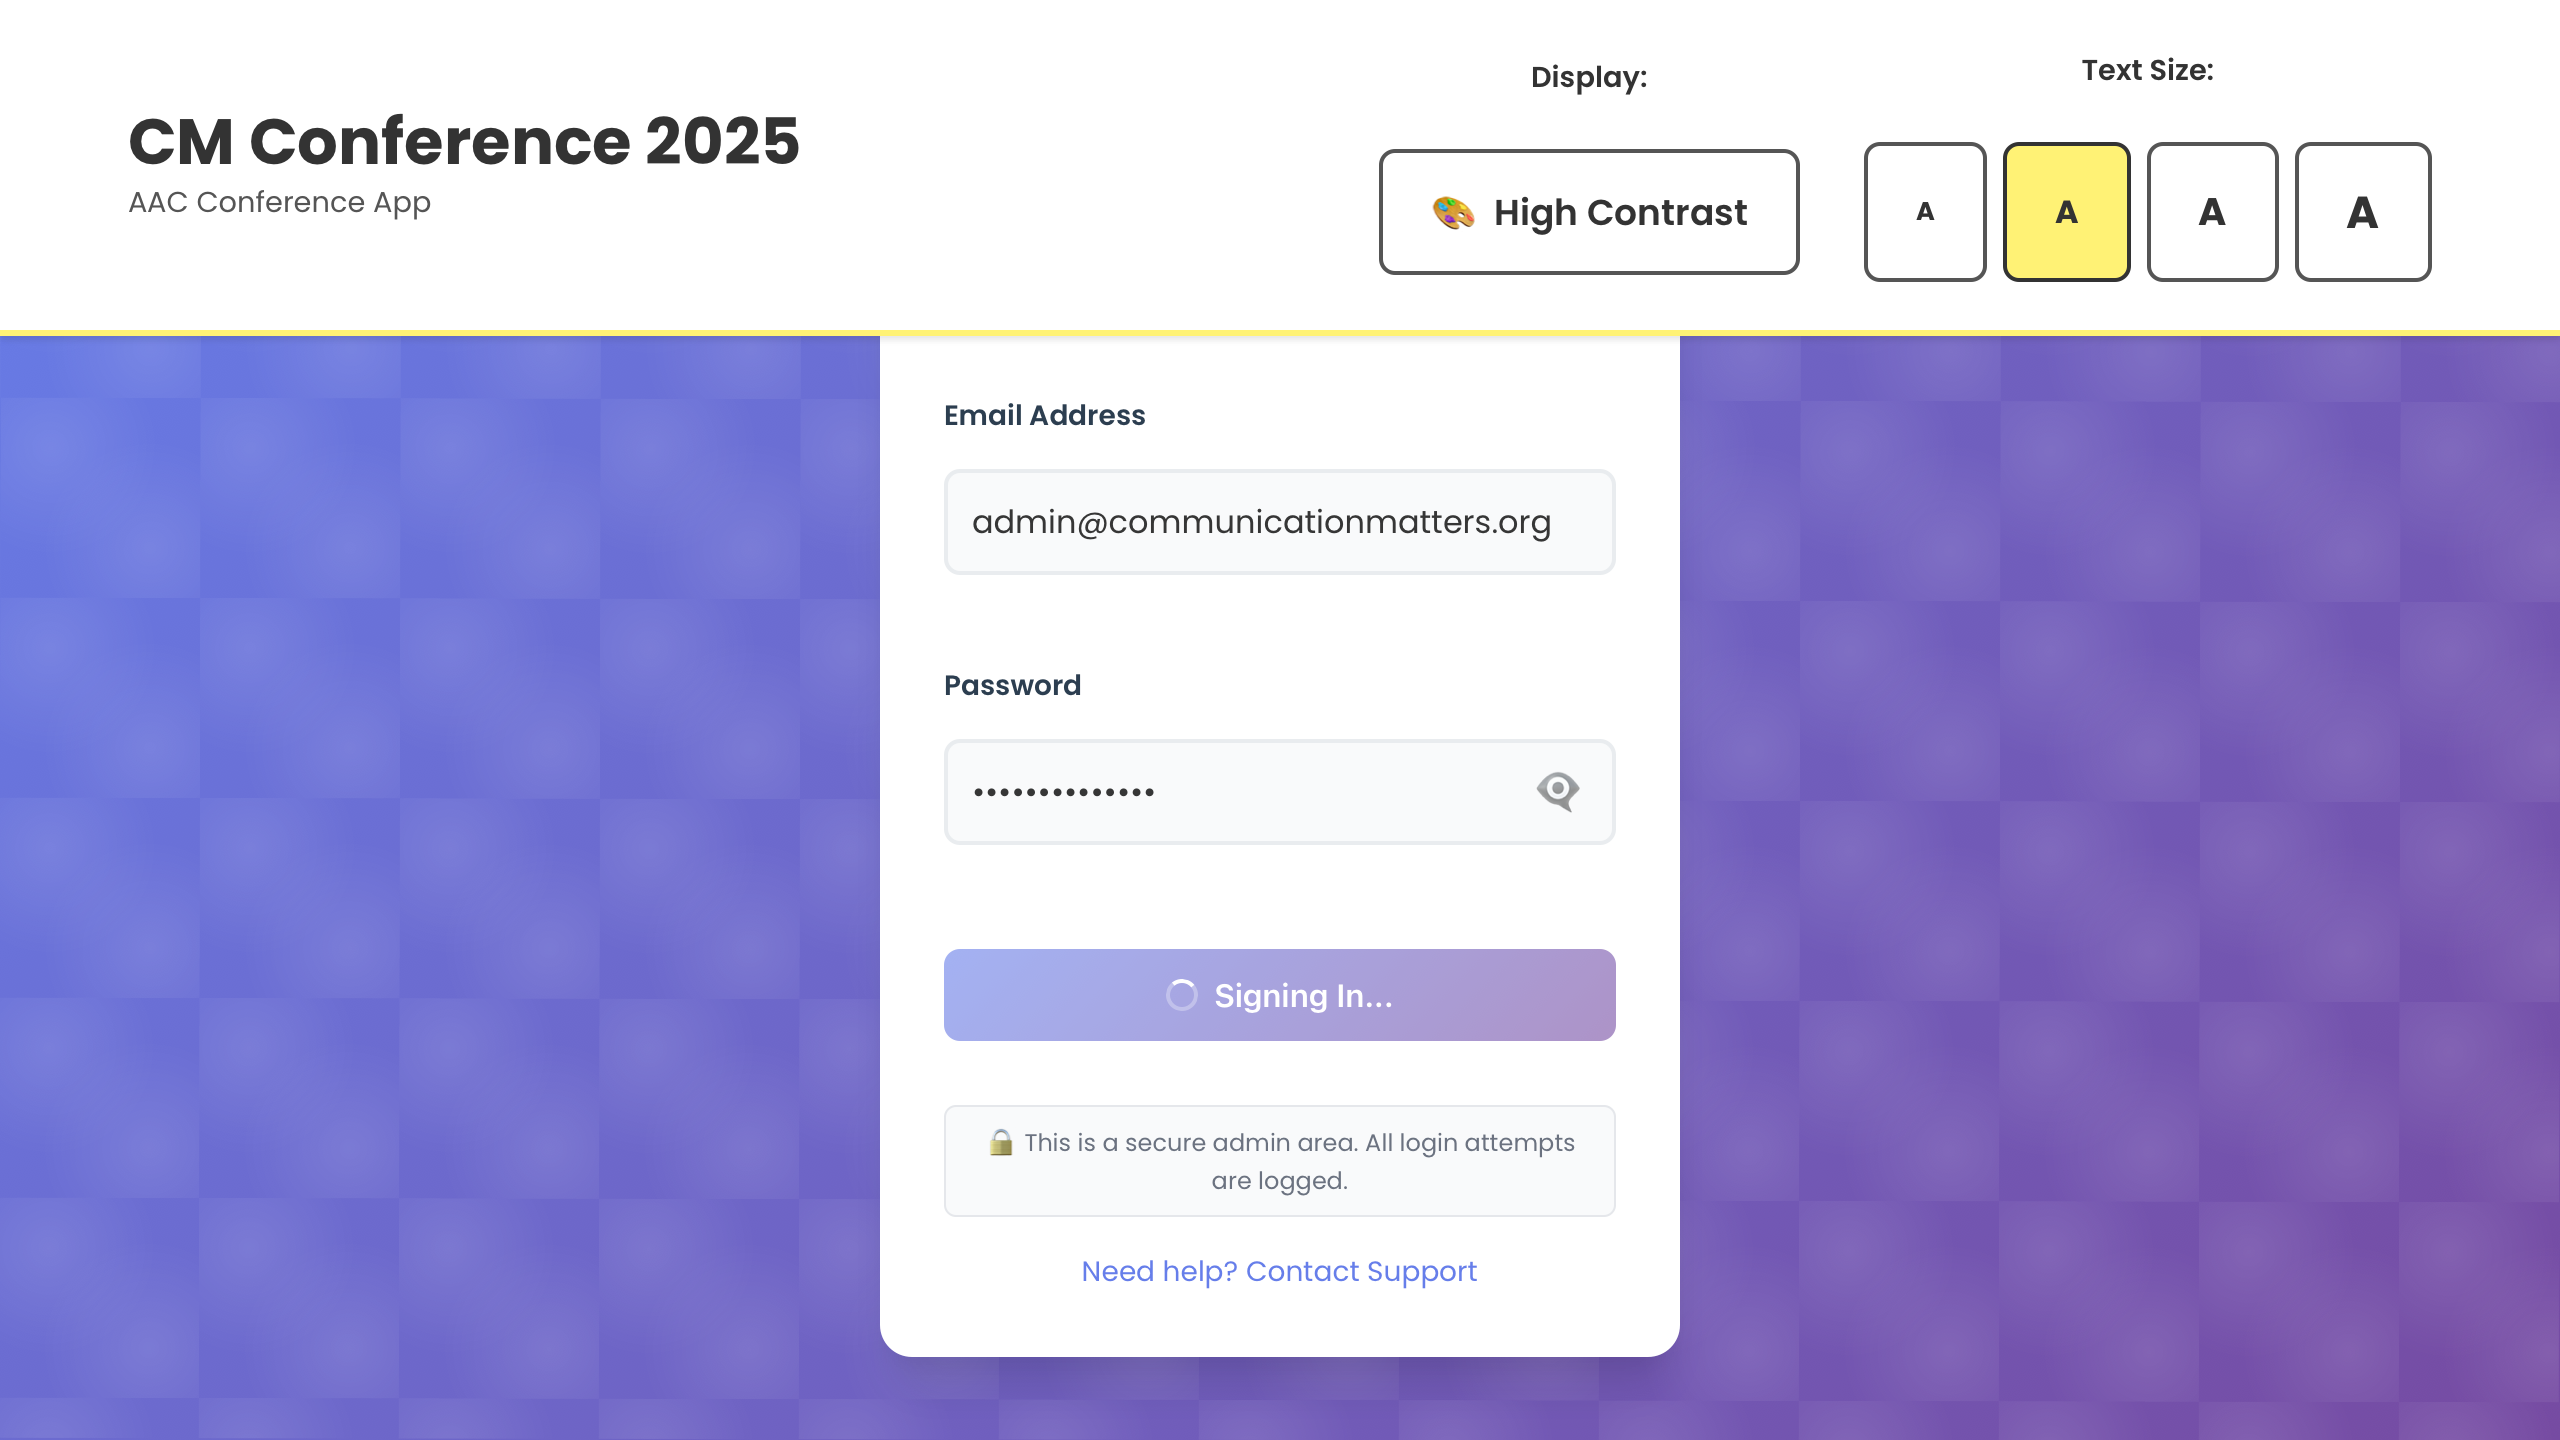 CM Conference 2025
AAC Conference App
Display:
High Contrast
Text Size:
A A A A
Email Address
admin@communicationmatters.org
Password
••••••••••••••
Signing In...
This is a secure admin area. All login attempts
are logged.
Need help? Contact Support